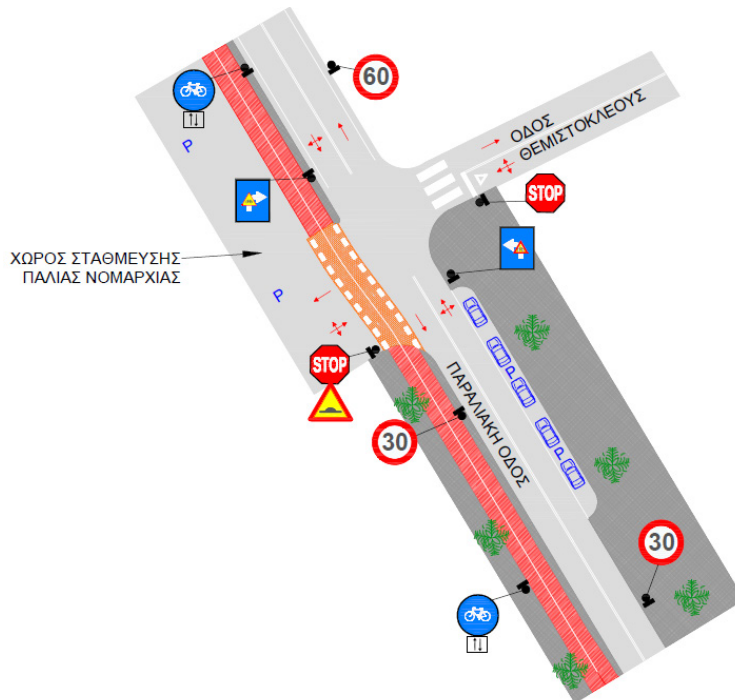 60
ΟΔΟΣ
ΘΕΜΙΣΤΟΚΛΕΟΥΣ
P
STOP
ΧΩΡΟΣ ΣΤΑΘΜΕΥΣΗΣ
ΠΑΛΙΑΣ ΝΟΜΑΡΧΙΑΣ
P
STOP
ΠΑΡΑΛΙΑΚΗ ΟΔΟΣ
P
P
30
30